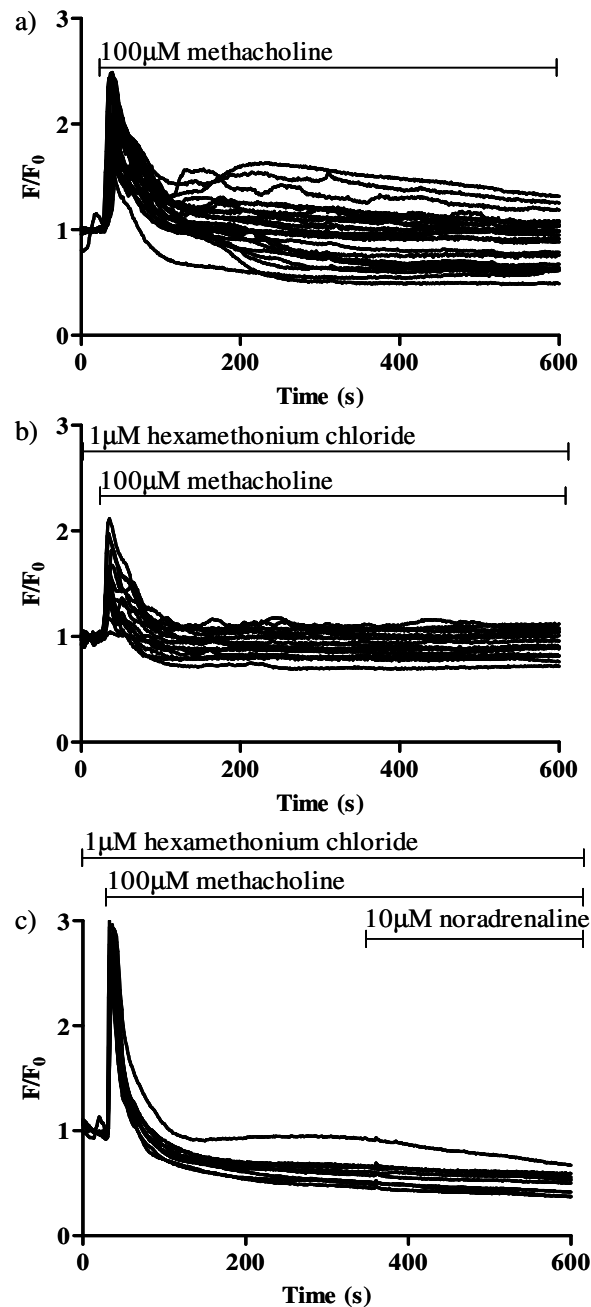 a)
100µM methacholine
3
2
1
0
F/F0
0 200 400 600
Time (s)
b)
1µM hexamethonium chloride
100µM methacholine
3
2
1
0
F/F0
0 200 400 600
Time (s)
1µM hexamethonium chloride
100µM methacholine
c)
10µM noradrenaline
3
2
1
0
F/F0
0 200 400 600
Time (s)